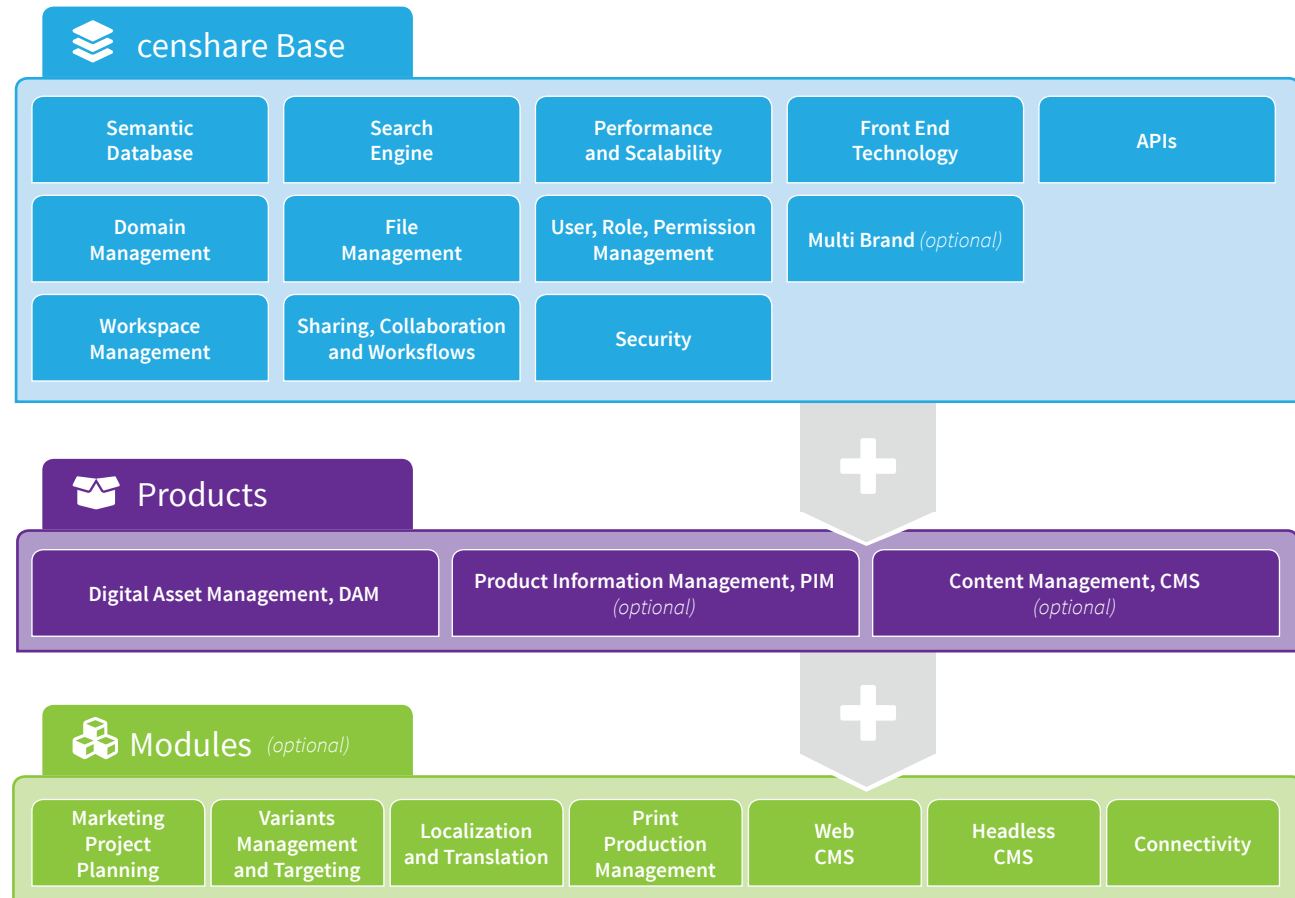 censhare Base
Semantic
Database
Search
Engine
Performance
and Scalability
Front End
Technology
APIs
Domain
Management
File
Management
User, Role, Permission
Management
Multi Brand (optional)
Workspace
Management
Sharing, Collaboration
and Worksflows
Security
Products
Digital Asset Management, DAM
Product Information Management, PIM
(optional)
Content Management, CMS
(optional)
Modules (optional)
Marketing
Project
Planning
Variants
Management
and Targeting
Localization
and Translation
Print
Production
Management
Web
CMS
Headless
CMS
Connectivity